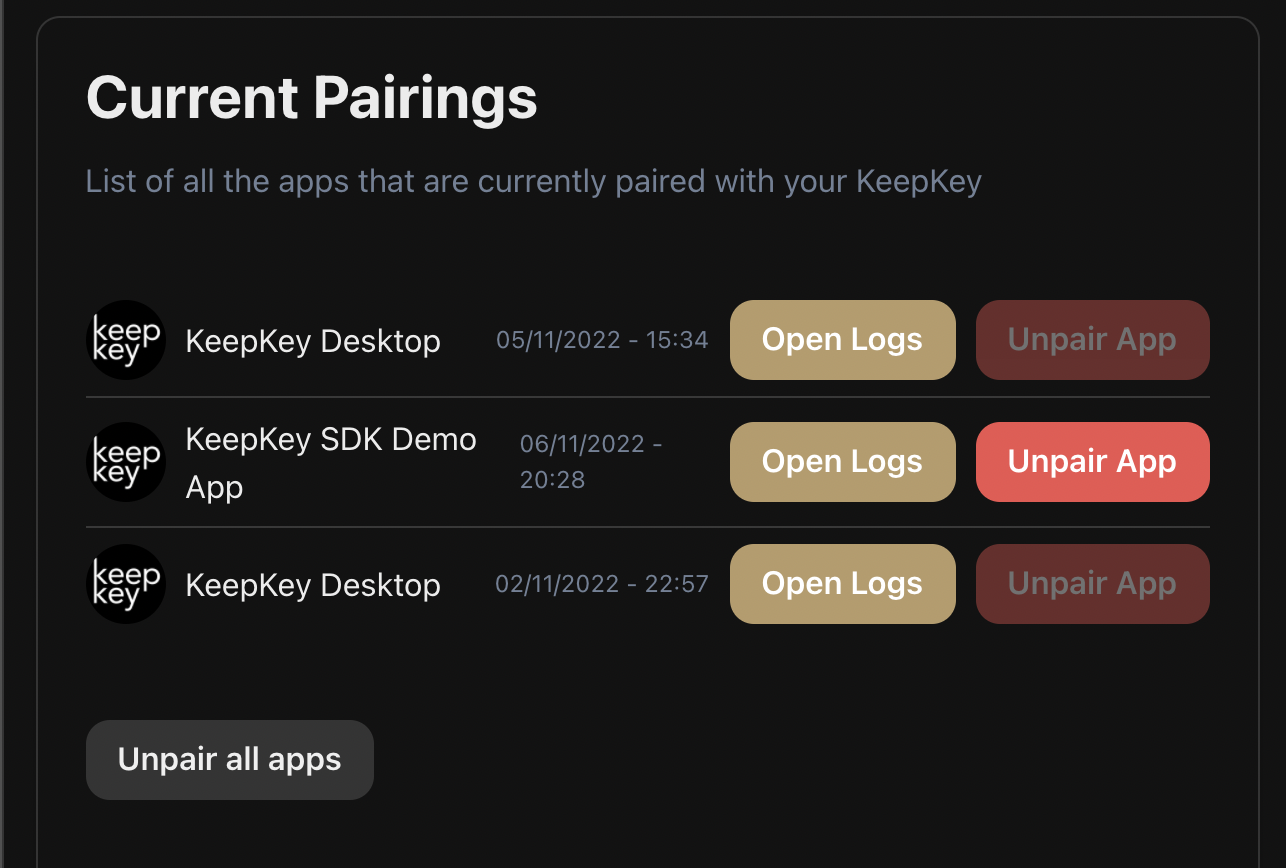 Current Pairings
List of all the apps that are currently paired with your KeepKey
keep
key
KeepKey Desktop
05/11/2022 - 15:34
Open Logs
Unpair App
keep
key
KeepKey SDK Demo
App
06/11/2022 -
20:28
Open Logs
Unpair App
keep
key
KeepKey Desktop
02/11/2022 - 22:57
Open Logs
Unpair App
Unpair all apps